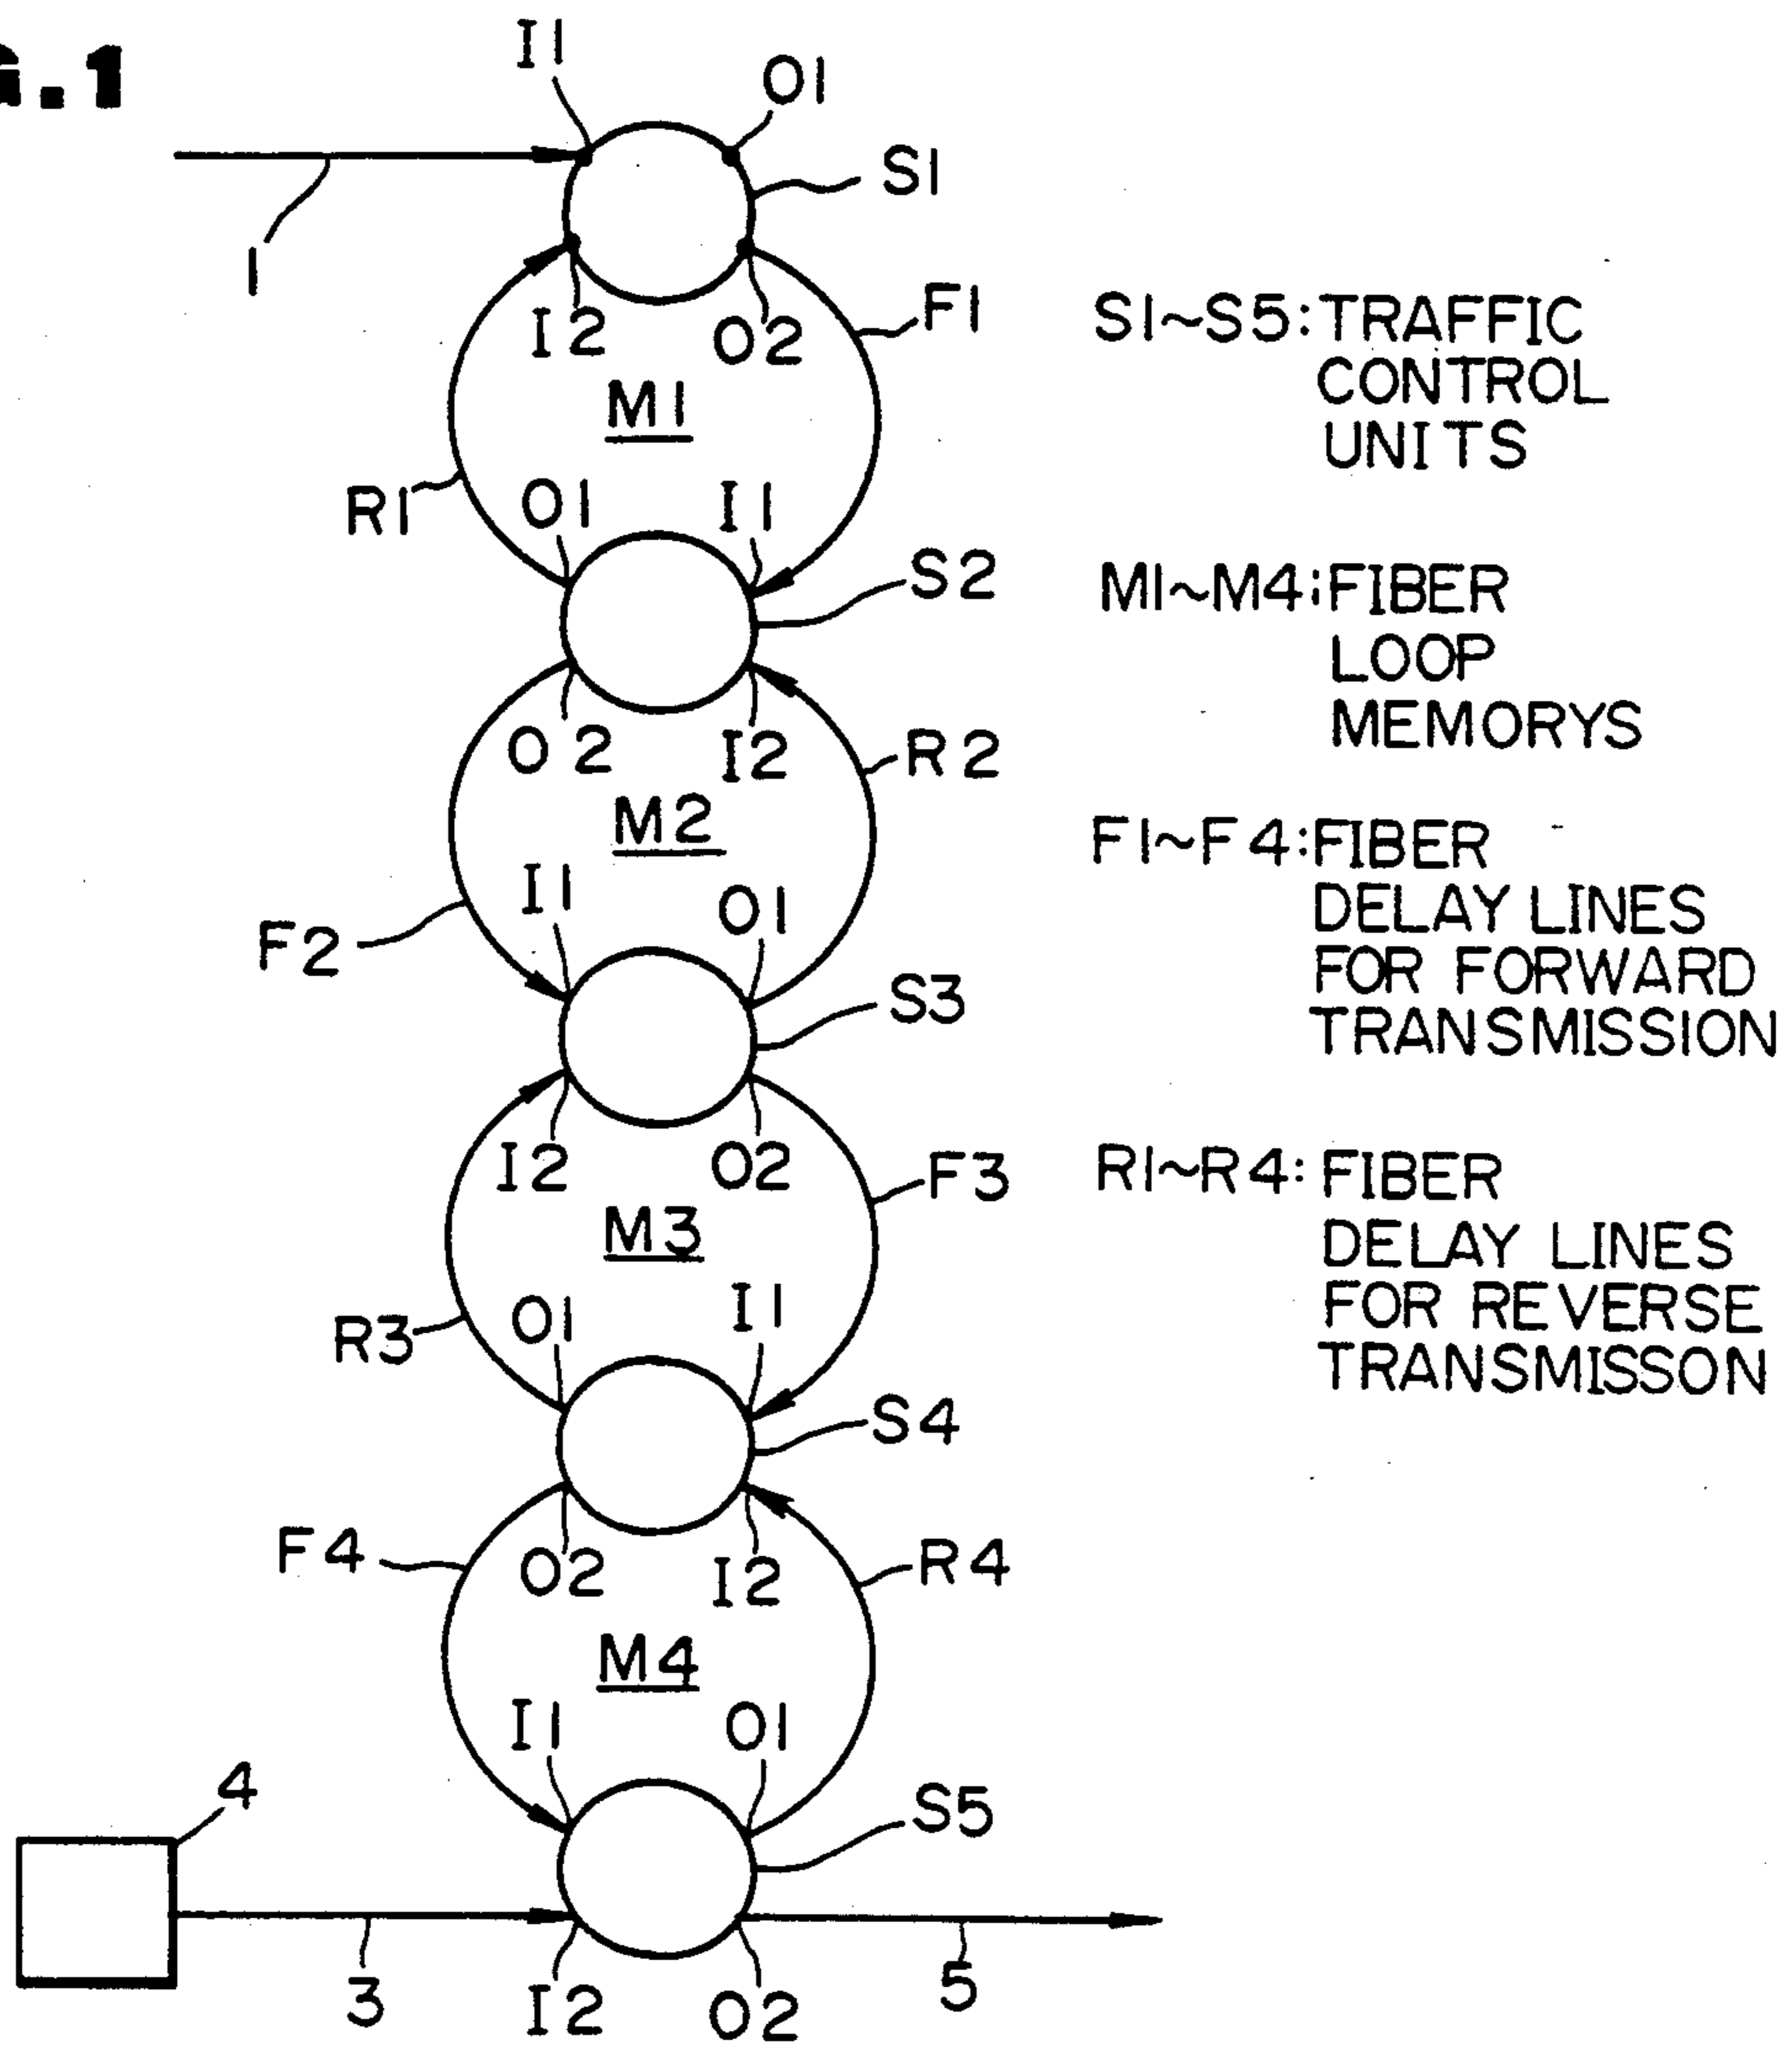 G.1
I1
O1
S1
1
I2
O2
F1
M1
R1
O1
I1
S2
O2
I2
R2
M2
I1
O1
F2
S3
I2
O2
F3
M3
R3
O1
I1
S4
F4
O2
I2
R4
M4
I1
O1
4
S5
3
I2
O2
5
S1~S5:TRAFFIC
CONTROL
UNITS
M1~M4:FIBER
LOOP
MEMORYS
F1~F4:FIBER
DELAY LINES
FOR FORWARD
TRANSMISSION
R1~R4: FIBER
DELAY LINES
FOR REVERSE
TRANSMISSON